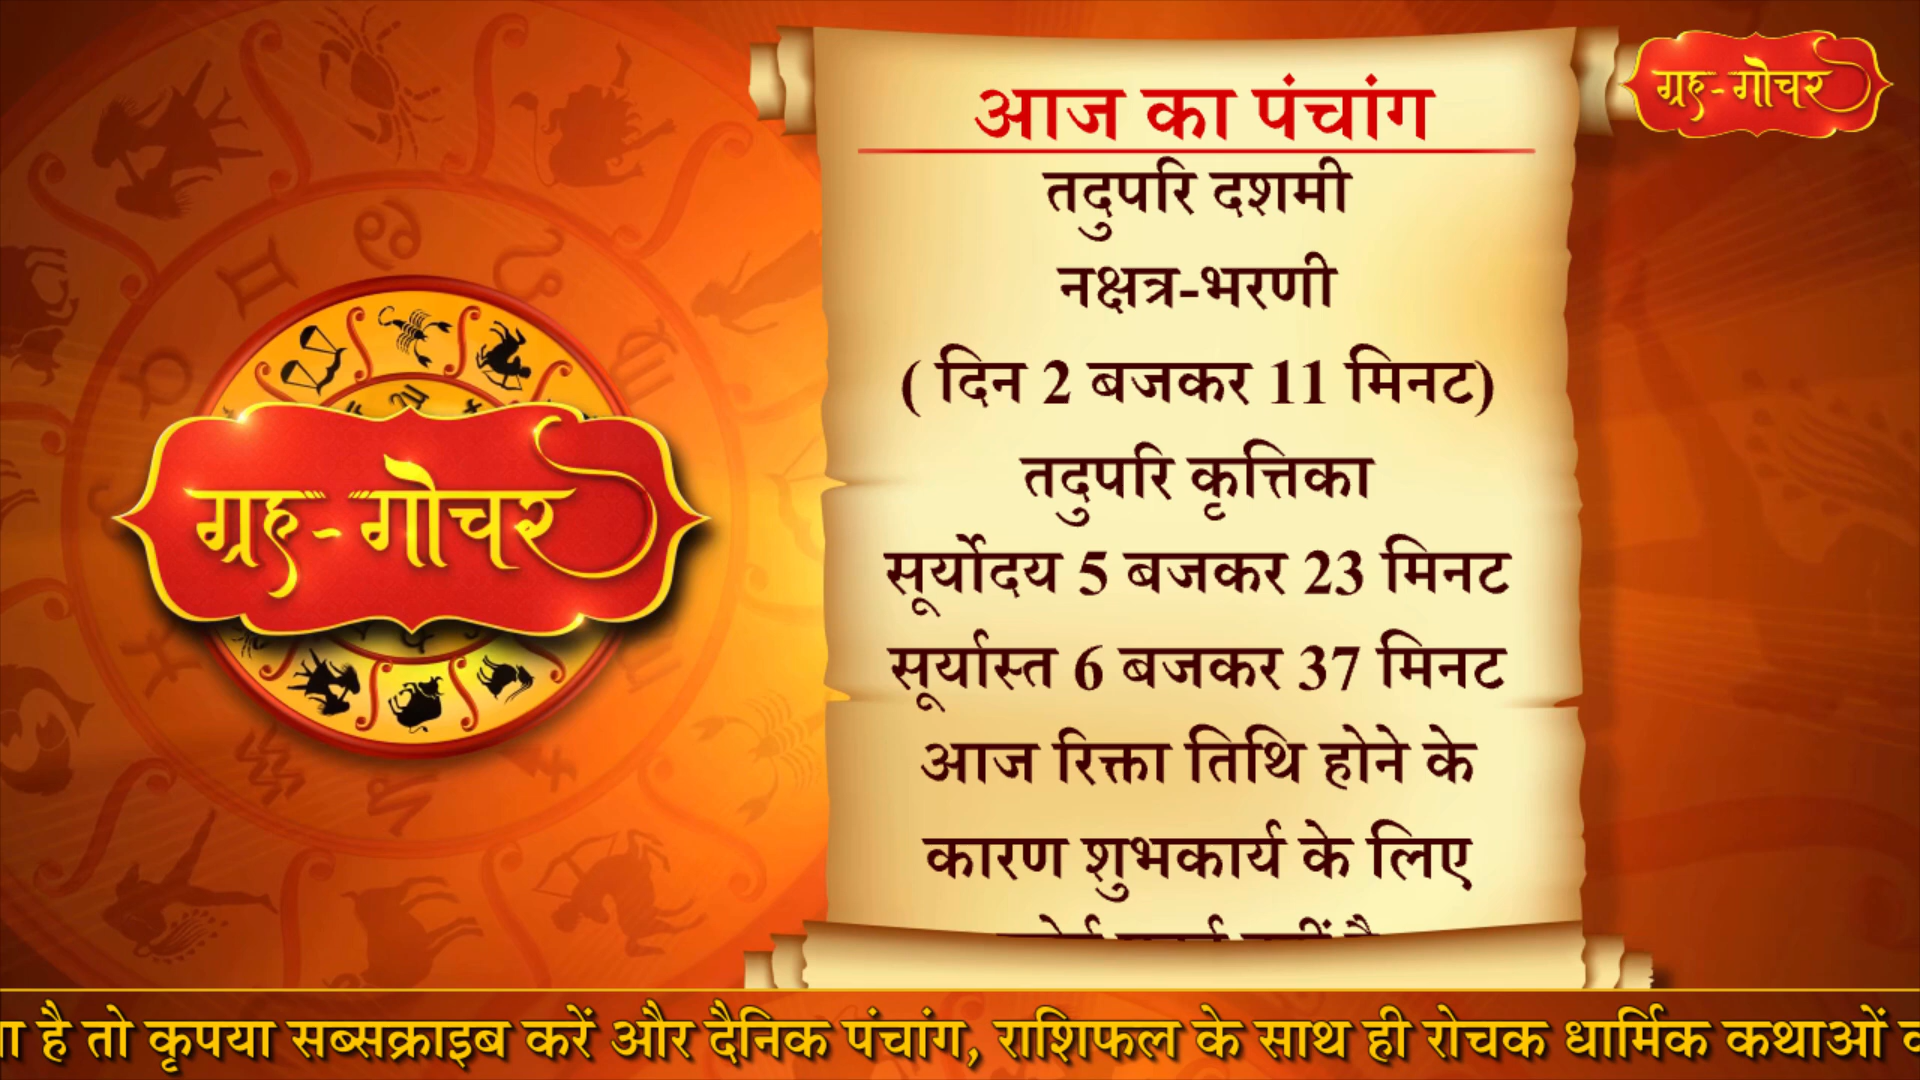 आज का पंचांग
ग्रह-गोचर
तदुपरि दशमी
नक्षत्र-भरणी
( दिन 2 बजकर 11 मिनट)
तदुपरि कृत्तिका
सूर्योदय 5 बजकर 23 मिनट
सूर्यास्त 6 बजकर 37 मिनट
आज रिक्ता तिथि होने के
कारण शुभकार्य के लिए
ग्रह-गोचर
है तो कृपया सब्सक्राइब करें और दैनिक पंचांग, राशिफल के साथ ही रोचक धार्मिक कथाओं